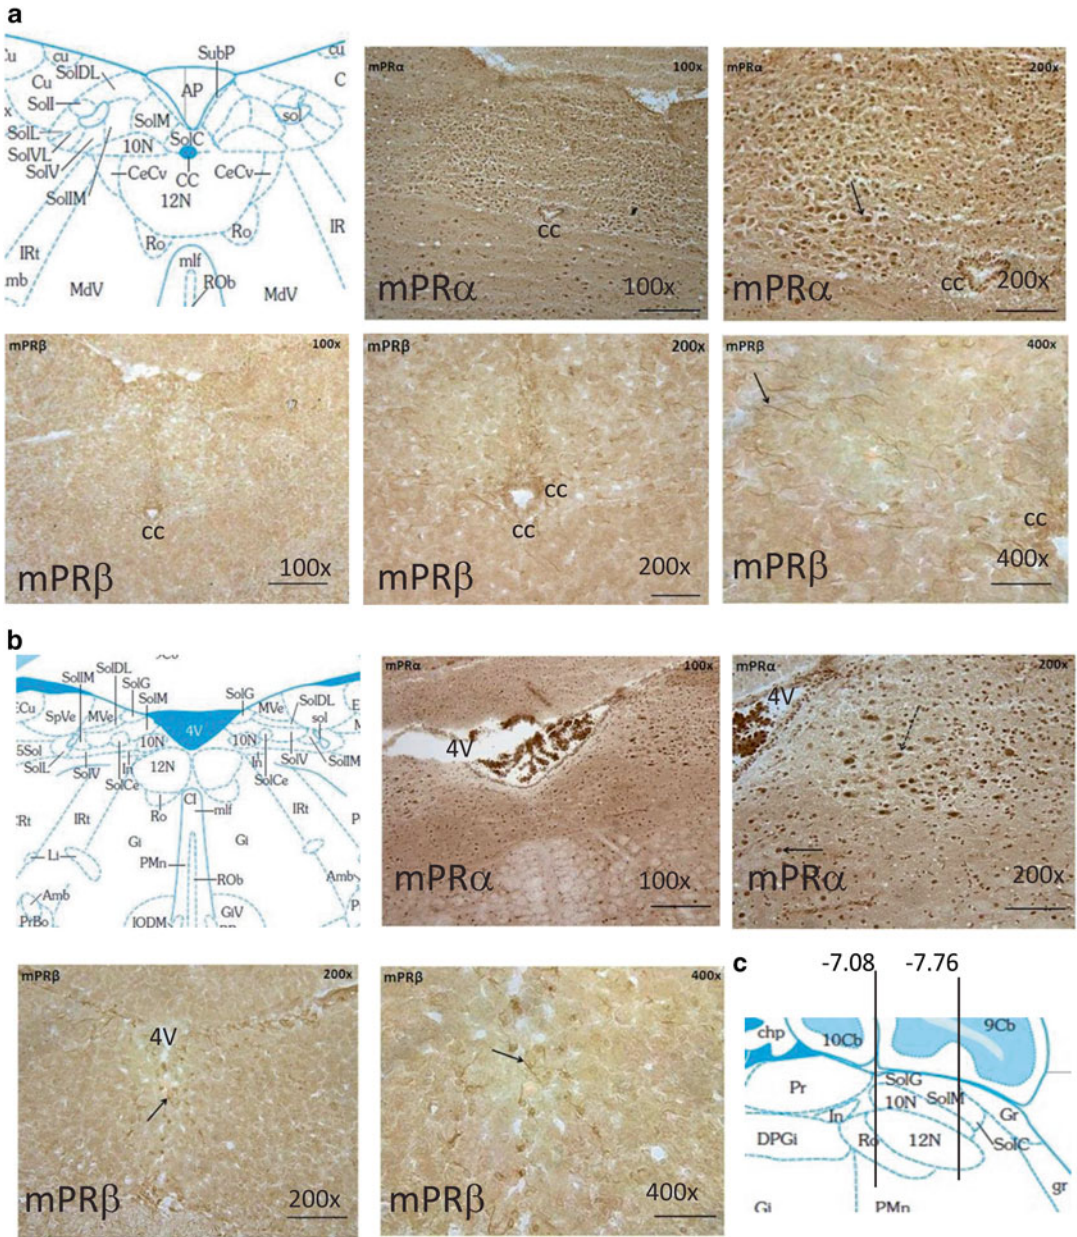 a
SubP
cu
cu
Cu
SolDL
Cu
C
AP
SolI
SolM
sol
x
SolL
SolC
SolVL
10N
SolV
CeCv
CC
CeCv
SolIM
12N
Ro
Ro
IR
IRt
mlf
mb
ROb
MdV
MdV
mPRα 100x
cc
mPRα 100x
mPRα 200x
cc
mPRα 200x
mPRβ 100x
cc
mPRβ 100x
mPRβ 200x
cc
cc
mPRβ 200x
mPRβ 400x
cc
mPRβ 400x
b
SolDL
SolIM
SolG
SolM
SolG
SolDL
ECu
SpVe
MVe
MVe
sol
4V
10N
10N
5Sol
SolL
In
12N
In
SolV
SolIM
SolV
SolCe
SolCe
Cl
mlf
Ro
IRt
IRt
Gi
Gi
Li
PMn
ROb
Amb
Amb
PrBo
IODM
GiV
mPRα 100x
4V
mPRα 100x
mPRα 200x
4V
mPRα 200x
mPRβ 200x
4V
mPRβ 200x
mPRβ 400x
mPRβ 400x
c
-7.08 -7.76
chp
10Cb
9Cb
Pr
SolG
SolM
10N
In
Gr
DPGi
Ro
12N
SolC
gr
Gi
PMn